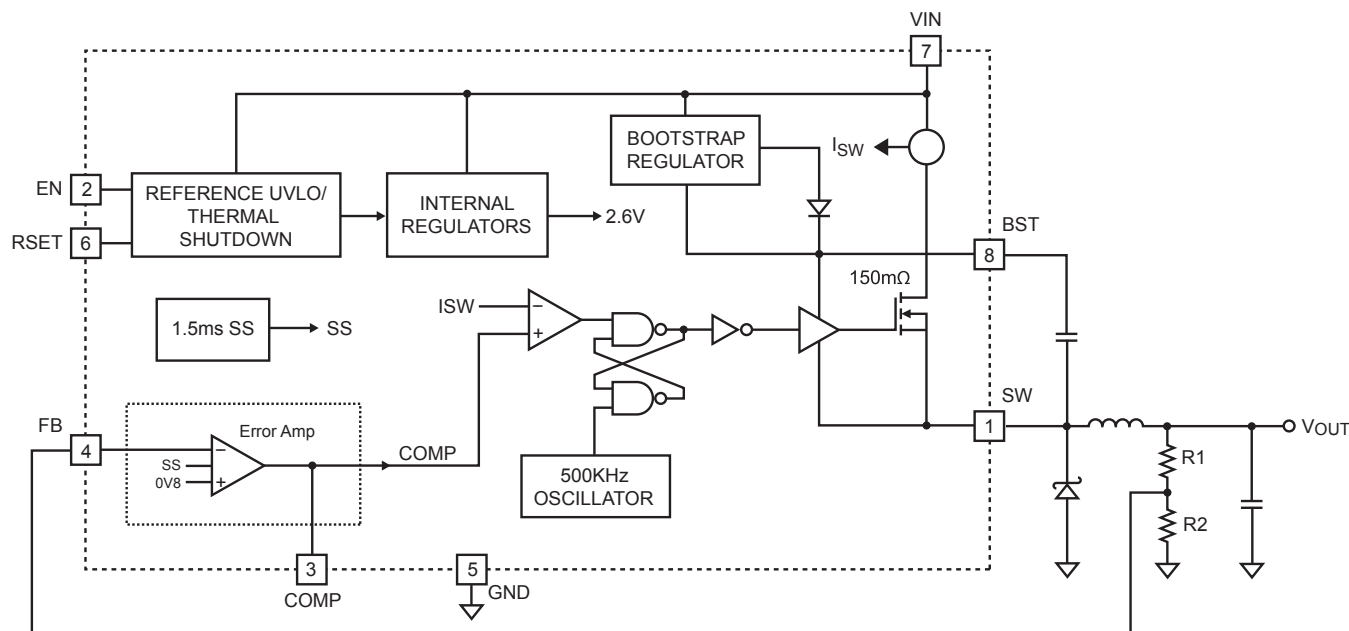 VIN
7
BOOTSTRAP
REGULATOR
ISW
EN
2
REFERENCE UVLO/
THERMAL
SHUTDOWN
INTERNAL
REGULATORS
2.6V
RSET
6
BST
8
150mΩ
1.5ms SS
SS
ISW
−
+
SW
1
VOUT
FB
4
Error Amp
−
SS
0V8
+
COMP
500KHz
OSCILLATOR
R1
R2
3
COMP
5
GND